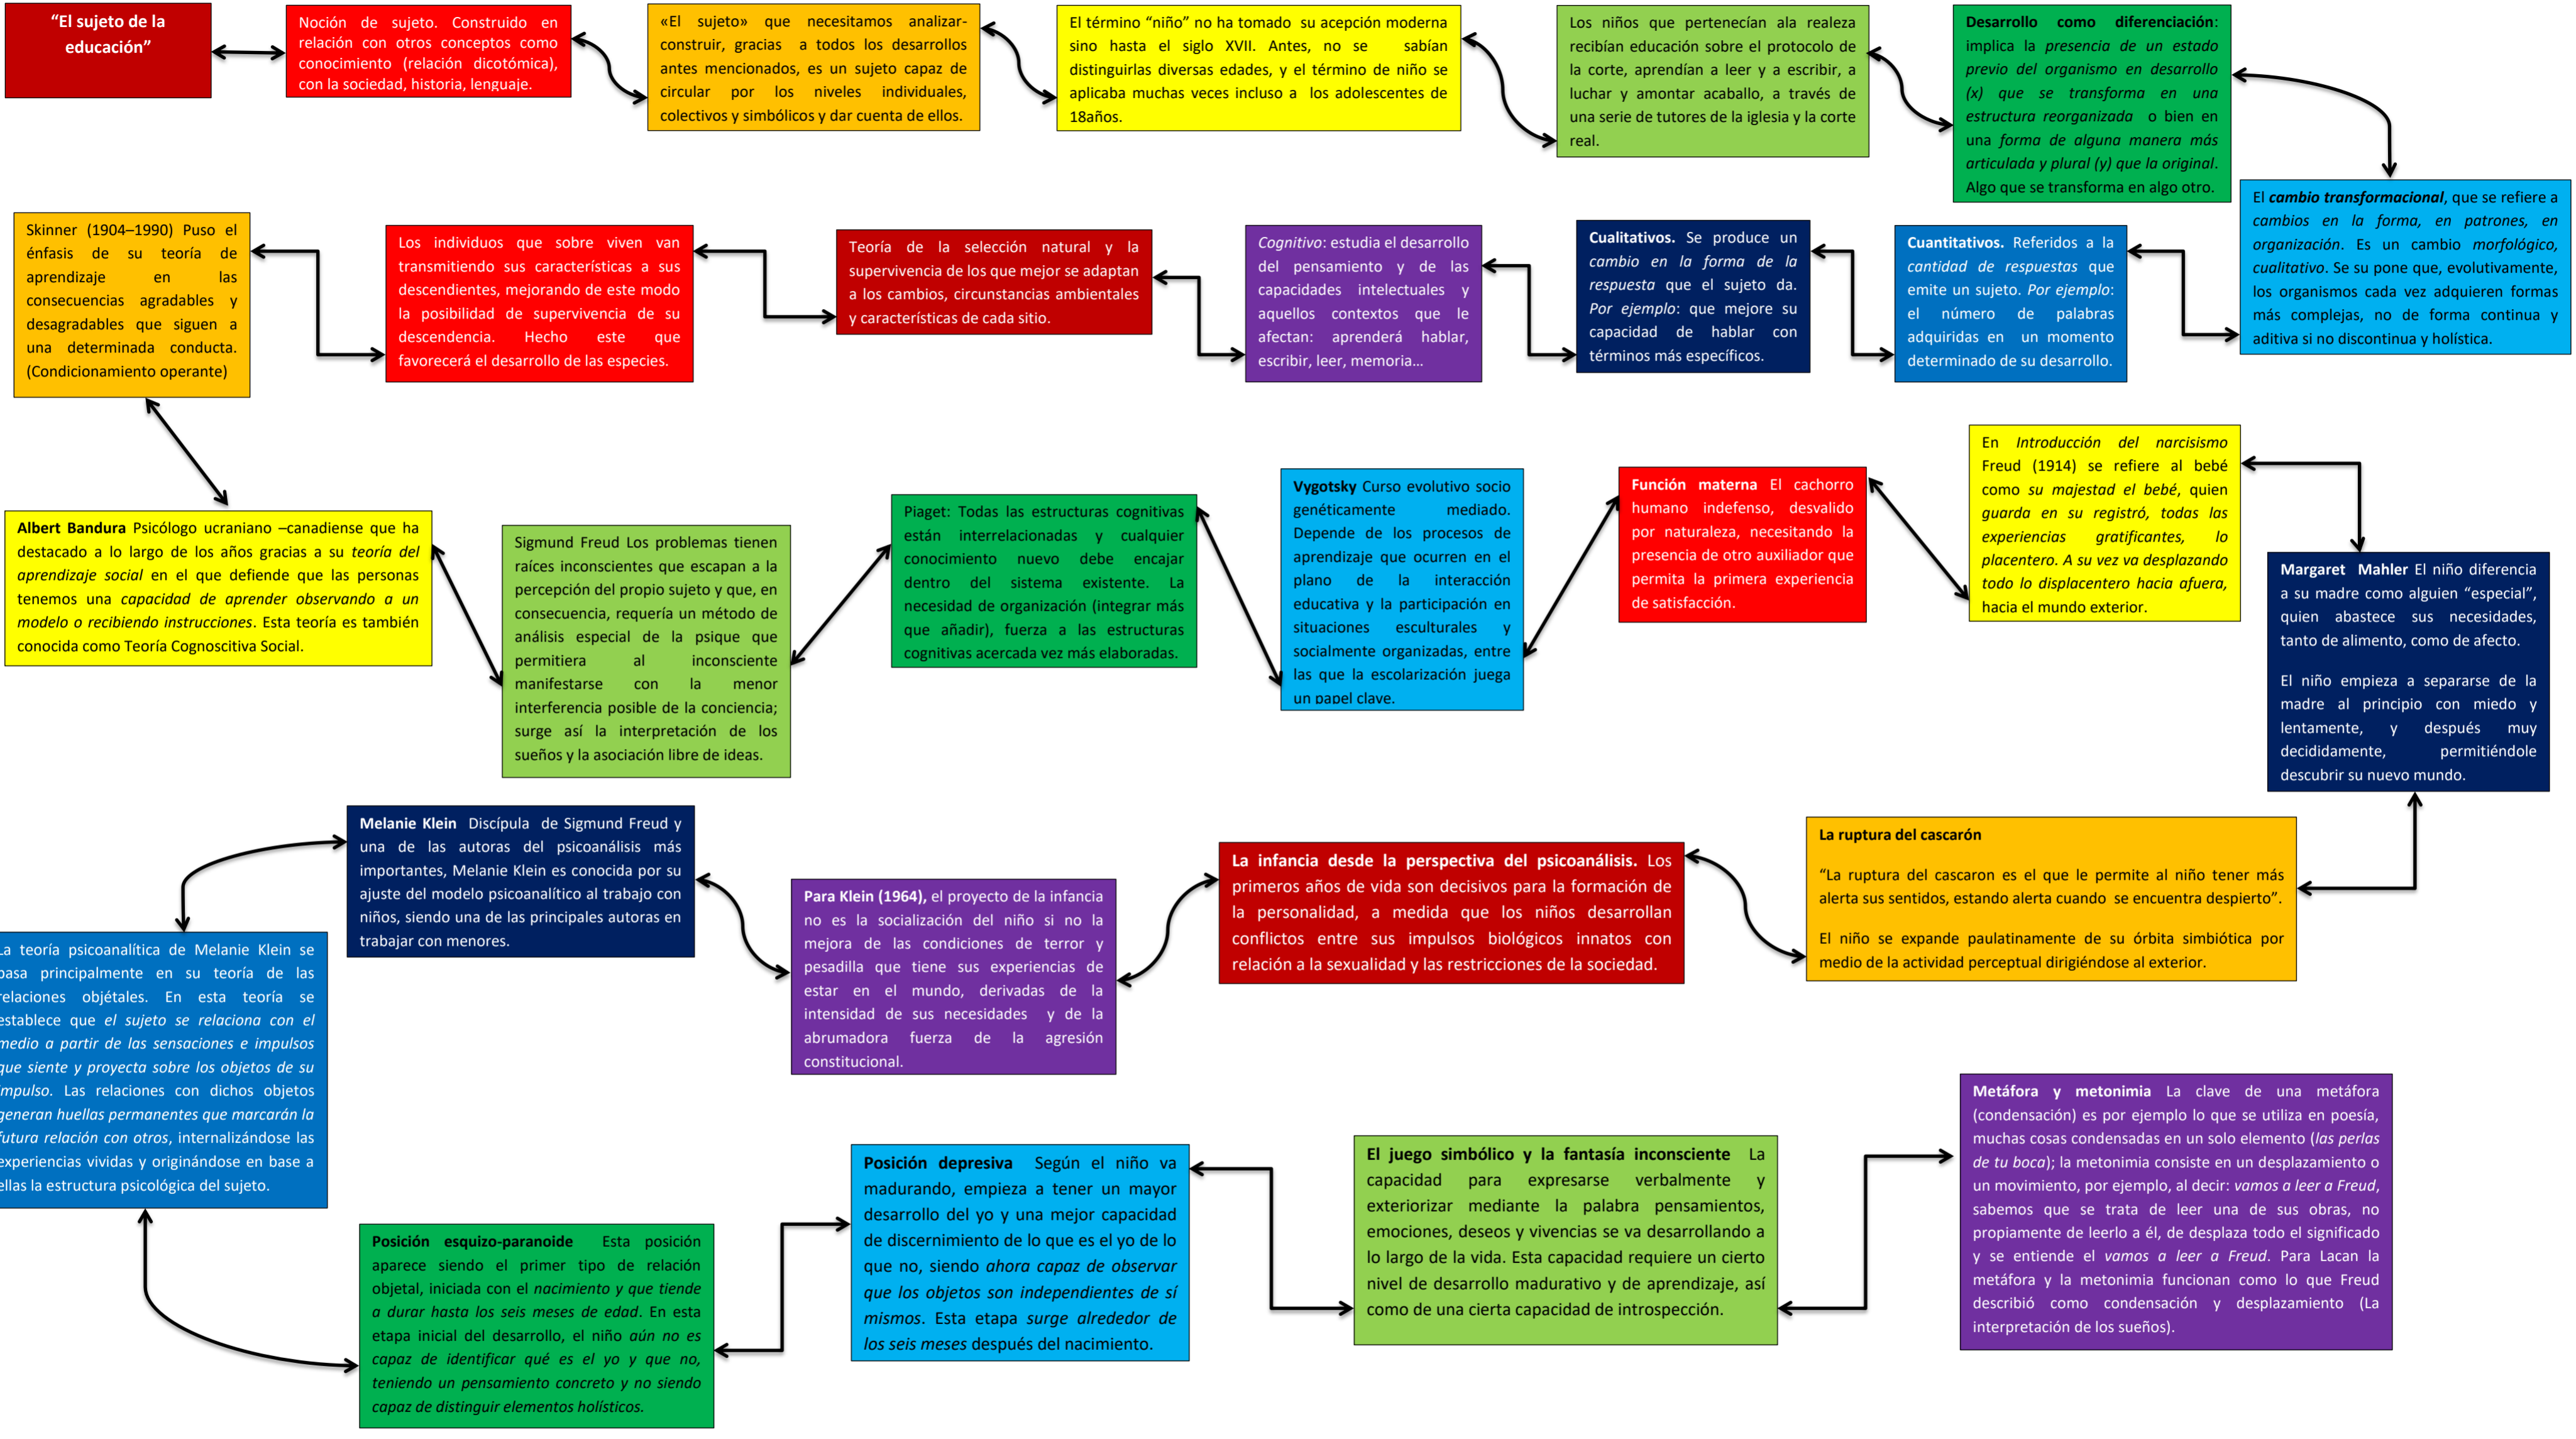 “El sujeto de la
educación”
Noción de sujeto. Construido en
relación con otros conceptos como
conocimiento (relación dicotómica),
con la sociedad, historia, lenguaje.
«El sujeto» que necesitamos analizar-
construir, gracias a todos los desarrollos
antes mencionados, es un sujeto capaz de
circular por los niveles individuales,
colectivos y simbólicos y dar cuenta de ellos.
El término “niño” no ha tomado su acepción moderna
sino hasta el siglo XVII. Antes, no se sabían
distinguirlas diversas edades, y el término de niño se
aplicaba muchas veces incluso a los adolescentes de
18años.
Los niños que pertenecían ala realeza
recibían educación sobre el protocolo de
la corte, aprendían a leer y a escribir, a
luchar y amontar acaballo, a través de
una serie de tutores de la iglesia y la corte
real.
Desarrollo como diferenciación:
implica la presencia de un estado
previo del organismo en desarrollo
(x) que se transforma en una
estructura reorganizada o bien en
una forma de alguna manera más
articulada y plural (y) que la original.
Algo que se transforma en algo otro.
El cambio transformacional, que se refiere a
cambios en la forma, en patrones, en
organización. Es un cambio morfológico,
cualitativo. Se su pone que, evolutivamente,
los organismos cada vez adquieren formas
más complejas, no de forma continua y
aditiva si no discontinua y holística.
Cuantitativos. Referidos a la
cantidad de respuestas que
emite un sujeto. Por ejemplo:
el número de palabras
adquiridas en un momento
determinado de su desarrollo.
Cualitativos. Se produce un
cambio en la forma de la
respuesta que el sujeto da.
Por ejemplo: que mejore su
capacidad de hablar con
términos más específicos.
Cognitivo: estudia el desarrollo
del pensamiento y de las
capacidades intelectuales y
aquellos contextos que le
afectan: aprenderá hablar,
escribir, leer, memoria…
Teoría de la selección natural y la
supervivencia de los que mejor se adaptan
a los cambios, circunstancias ambientales
y características de cada sitio.
Los individuos que sobre viven van
transmitiendo sus características a sus
descendientes, mejorando de este modo
la posibilidad de supervivencia de su
descendencia. Hecho este que
favorecerá el desarrollo de las especies.
Skinner (1904–1990) Puso el
énfasis de su teoría de
aprendizaje en las
consecuencias agradables y
desagradables que siguen a
una determinada conducta.
(Condicionamiento operante)
Albert Bandura Psicólogo ucraniano –canadiense que ha
destacado a lo largo de los años gracias a su teoría del
aprendizaje social en el que defiende que las personas
tenemos una capacidad de aprender observando a un
modelo o recibiendo instrucciones. Esta teoría es también
conocida como Teoría Cognoscitiva Social.
Sigmund Freud Los problemas tienen
raíces inconscientes que escapan a la
percepción del propio sujeto y que, en
consecuencia, requería un método de
análisis especial de la psique que
permitiera al inconsciente
manifestarse con la menor
interferencia posible de la conciencia;
surge así la interpretación de los
sueños y la asociación libre de ideas.
Piaget: Todas las estructuras cognitivas
están interrelacionadas y cualquier
conocimiento nuevo debe encajar
dentro del sistema existente. La
necesidad de organización (integrar más
que añadir), fuerza a las estructuras
cognitivas acercada vez más elaboradas.
Vygotsky Curso evolutivo socio
genéticamente mediado.
Depende de los procesos de
aprendizaje que ocurren en el
plano de la interacción
educativa y la participación en
situaciones esculturales y
socialmente organizadas, entre
las que la escolarización juega
un papel clave.
Función materna El cachorro
humano indefenso, desvalido
por naturaleza, necesitando la
presencia de otro auxiliador que
permita la primera experiencia
de satisfacción.
En Introducción del narcisismo
Freud (1914) se refiere al bebé
como su majestad el bebé, quien
guarda en su registró, todas las
experiencias gratificantes, lo
placentero. A su vez va desplazando
todo lo displacentero hacia afuera,
hacia el mundo exterior.
Margaret Mahler El niño diferencia
a su madre como alguien “especial”,
quien abastece sus necesidades,
tanto de alimento, como de afecto.
El niño empieza a separarse de la
madre al principio con miedo y
lentamente, y después muy
decididamente, permitiéndole
descubrir su nuevo mundo.
La ruptura del cascarón
“La ruptura del cascaron es el que le permite al niño tener más
alerta sus sentidos, estando alerta cuando se encuentra despierto”.
El niño se expande paulatinamente de su órbita simbiótica por
medio de la actividad perceptual dirigiéndose al exterior.
La infancia desde la perspectiva del psicoanálisis. Los
primeros años de vida son decisivos para la formación de
la personalidad, a medida que los niños desarrollan
conflictos entre sus impulsos biológicos innatos con
relación a la sexualidad y las restricciones de la sociedad.
Para Klein (1964), el proyecto de la infancia
no es la socialización del niño si no la
mejora de las condiciones de terror y
pesadilla que tiene sus experiencias de
estar en el mundo, derivadas de la
intensidad de sus necesidades y de la
abrumadora fuerza de la agresión
constitucional.
Melanie Klein Discípula de Sigmund Freud y
una de las autoras del psicoanálisis más
importantes, Melanie Klein es conocida por su
ajuste del modelo psicoanalítico al trabajo con
niños, siendo una de las principales autoras en
trabajar con menores.
La teoría psicoanalítica de Melanie Klein se
basa principalmente en su teoría de las
relaciones objétales. En esta teoría se
establece que el sujeto se relaciona con el
medio a partir de las sensaciones e impulsos
que siente y proyecta sobre los objetos de su
impulso. Las relaciones con dichos objetos
generan huellas permanentes que marcarán la
futura relación con otros, internalizándose las
experiencias vividas y originándose en base a
ellas la estructura psicológica del sujeto.
Posición esquizo-paranoide Esta posición
aparece siendo el primer tipo de relación
objetal, iniciada con el nacimiento y que tiende
a durar hasta los seis meses de edad. En esta
etapa inicial del desarrollo, el niño aún no es
capaz de identificar qué es el yo y que no,
teniendo un pensamiento concreto y no siendo
capaz de distinguir elementos holísticos.
Posición depresiva Según el niño va
madurando, empieza a tener un mayor
desarrollo del yo y una mejor capacidad
de discernimiento de lo que es el yo de lo
que no, siendo ahora capaz de observar
que los objetos son independientes de sí
mismos. Esta etapa surge alrededor de
los seis meses después del nacimiento.
El juego simbólico y la fantasía inconsciente La
capacidad para expresarse verbalmente y
exteriorizar mediante la palabra pensamientos,
emociones, deseos y vivencias se va desarrollando a
lo largo de la vida. Esta capacidad requiere un cierto
nivel de desarrollo madurativo y de aprendizaje, así
como de una cierta capacidad de introspección.
Metáfora y metonimia La clave de una metáfora
(condensación) es por ejemplo lo que se utiliza en poesía,
muchas cosas condensadas en un solo elemento (las perlas
de tu boca); la metonimia consiste en un desplazamiento o
un movimiento, por ejemplo, al decir: vamos a leer a Freud,
sabemos que se trata de leer una de sus obras, no
propiamente de leerlo a él, de desplaza todo el significado
y se entiende el vamos a leer a Freud. Para Lacan la
metáfora y la metonimia funcionan como lo que Freud
describió como condensación y desplazamiento (La
interpretación de los sueños).